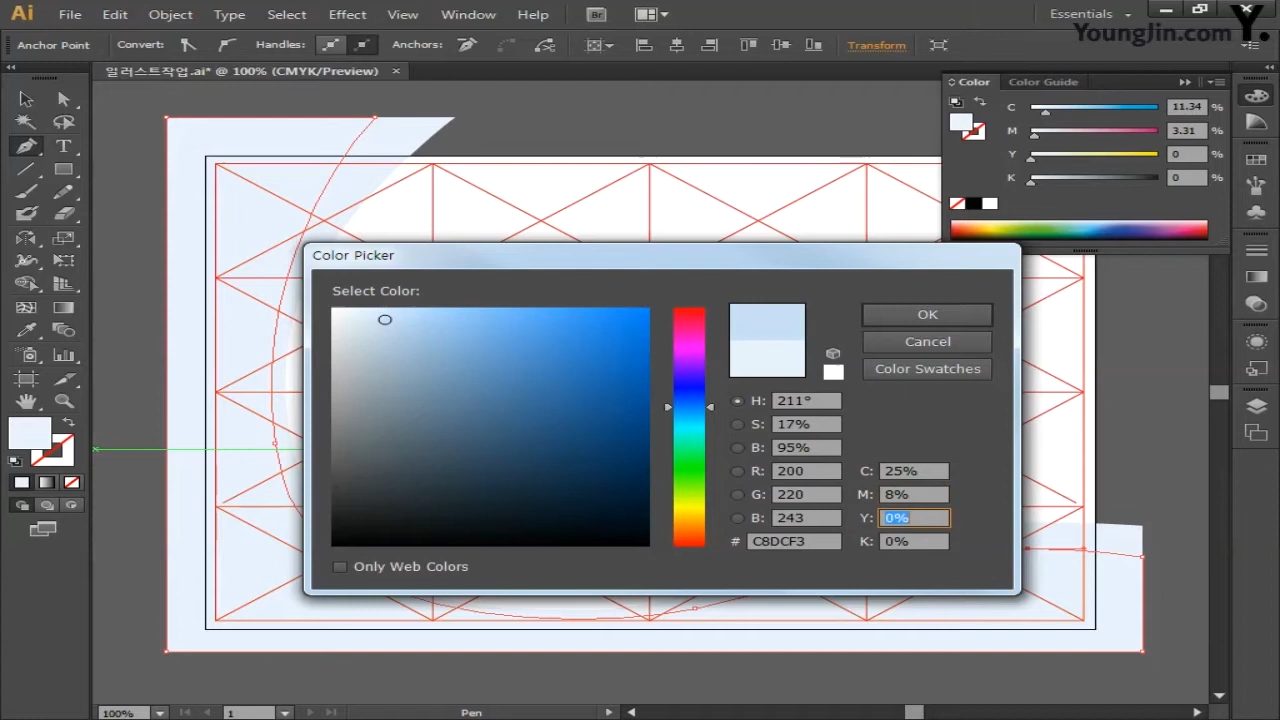 Ai File Edit Object Type Select Effect View Window Help Br Essentials
Y.
YoungJin.com
Anchor Point Convert: Handles: Anchors: Transform
일러스트작업.ai* @ 100% (CMYK/Preview) ×
Color Color Guide
C 11.34 %
M 3.31 %
Y 0 %
K 0 %
T
Color Picker
Select Color:
OK
Cancel
Color Swatches
H: 211°
S: 17%
B: 95%
R: 200 C: 25%
G: 220 M: 8%
B: 243 Y: 0%
# C8DCF3 K: 0%
Only Web Colors
100% 1 Pen